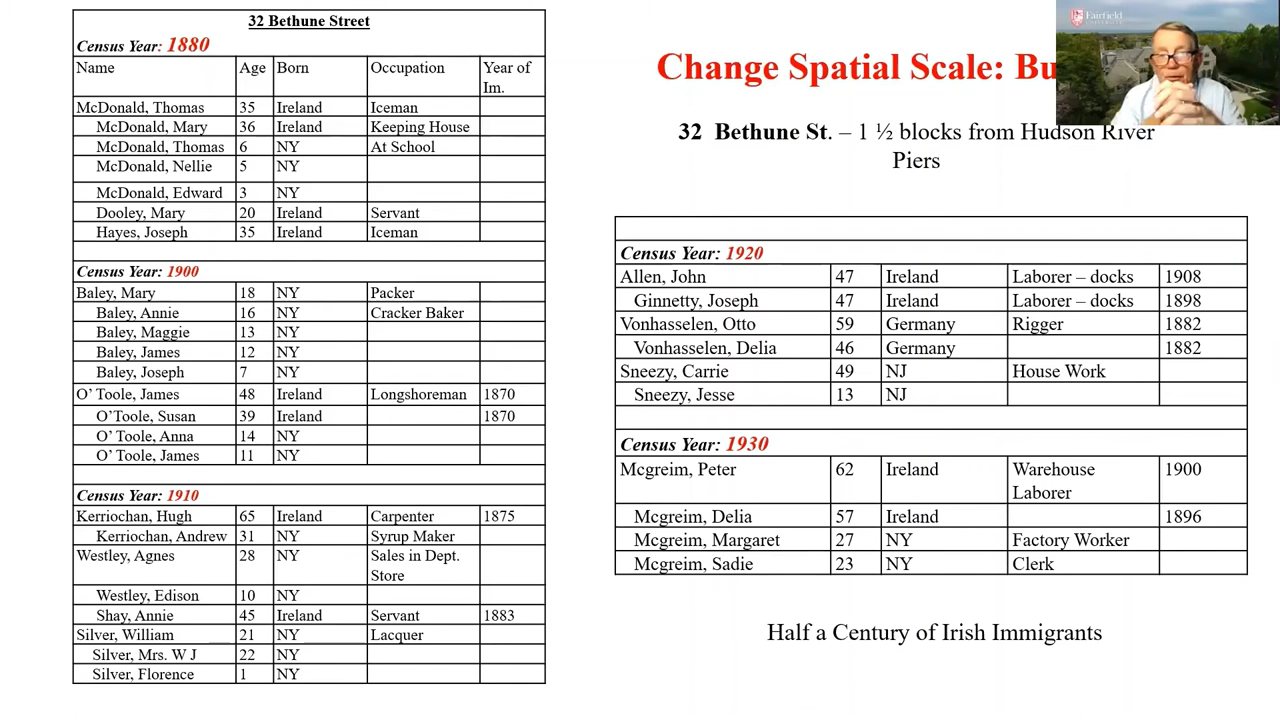 32 Bethune Street
Census Year: 1880
Name Age Born Occupation Year of Im.
McDonald, Thomas 35 Ireland Iceman
McDonald, Mary 36 Ireland Keeping House
McDonald, Thomas 6 NY At School
McDonald, Nellie 5 NY
McDonald, Edward 3 NY
Dooley, Mary 20 Ireland Servant
Hayes, Joseph 35 Ireland Iceman
Census Year: 1900
Baley, Mary 18 NY Packer
Baley, Annie 16 NY Cracker Baker
Baley, Maggie 13 NY
Baley, James 12 NY
Baley, Joseph 7 NY
O' Toole, James 48 Ireland Longshoreman 1870
O'Toole, Susan 39 Ireland 1870
O' Toole, Anna 14 NY
O' Toole, James 11 NY
Census Year: 1910
Kerriochan, Hugh 65 Ireland Carpenter 1875
Kerriochan, Andrew 31 NY Syrup Maker
Westley, Agnes 28 NY Sales in Dept. Store
Westley, Edison 10 NY
Shay, Annie 45 Ireland Servant 1883
Silver, William 21 NY Lacquer
Silver, Mrs. W J 22 NY
Silver, Florence 1 NY
Change Spatial Scale: Bu
32 Bethune St. – 1 ½ blocks from Hudson River
Piers
Census Year: 1920
Allen, John 47 Ireland Laborer – docks 1908
Ginnetty, Joseph 47 Ireland Laborer – docks 1898
Vonhasselen, Otto 59 Germany Rigger 1882
Vonhasselen, Delia 46 Germany 1882
Sneezy, Carrie 49 NJ House Work
Sneezy, Jesse 13 NJ
Census Year: 1930
Mcgreim, Peter 62 Ireland Warehouse Laborer 1900
Mcgreim, Delia 57 Ireland 1896
Mcgreim, Margaret 27 NY Factory Worker
Mcgreim, Sadie 23 NY Clerk
Half a Century of Irish Immigrants
Fairfield